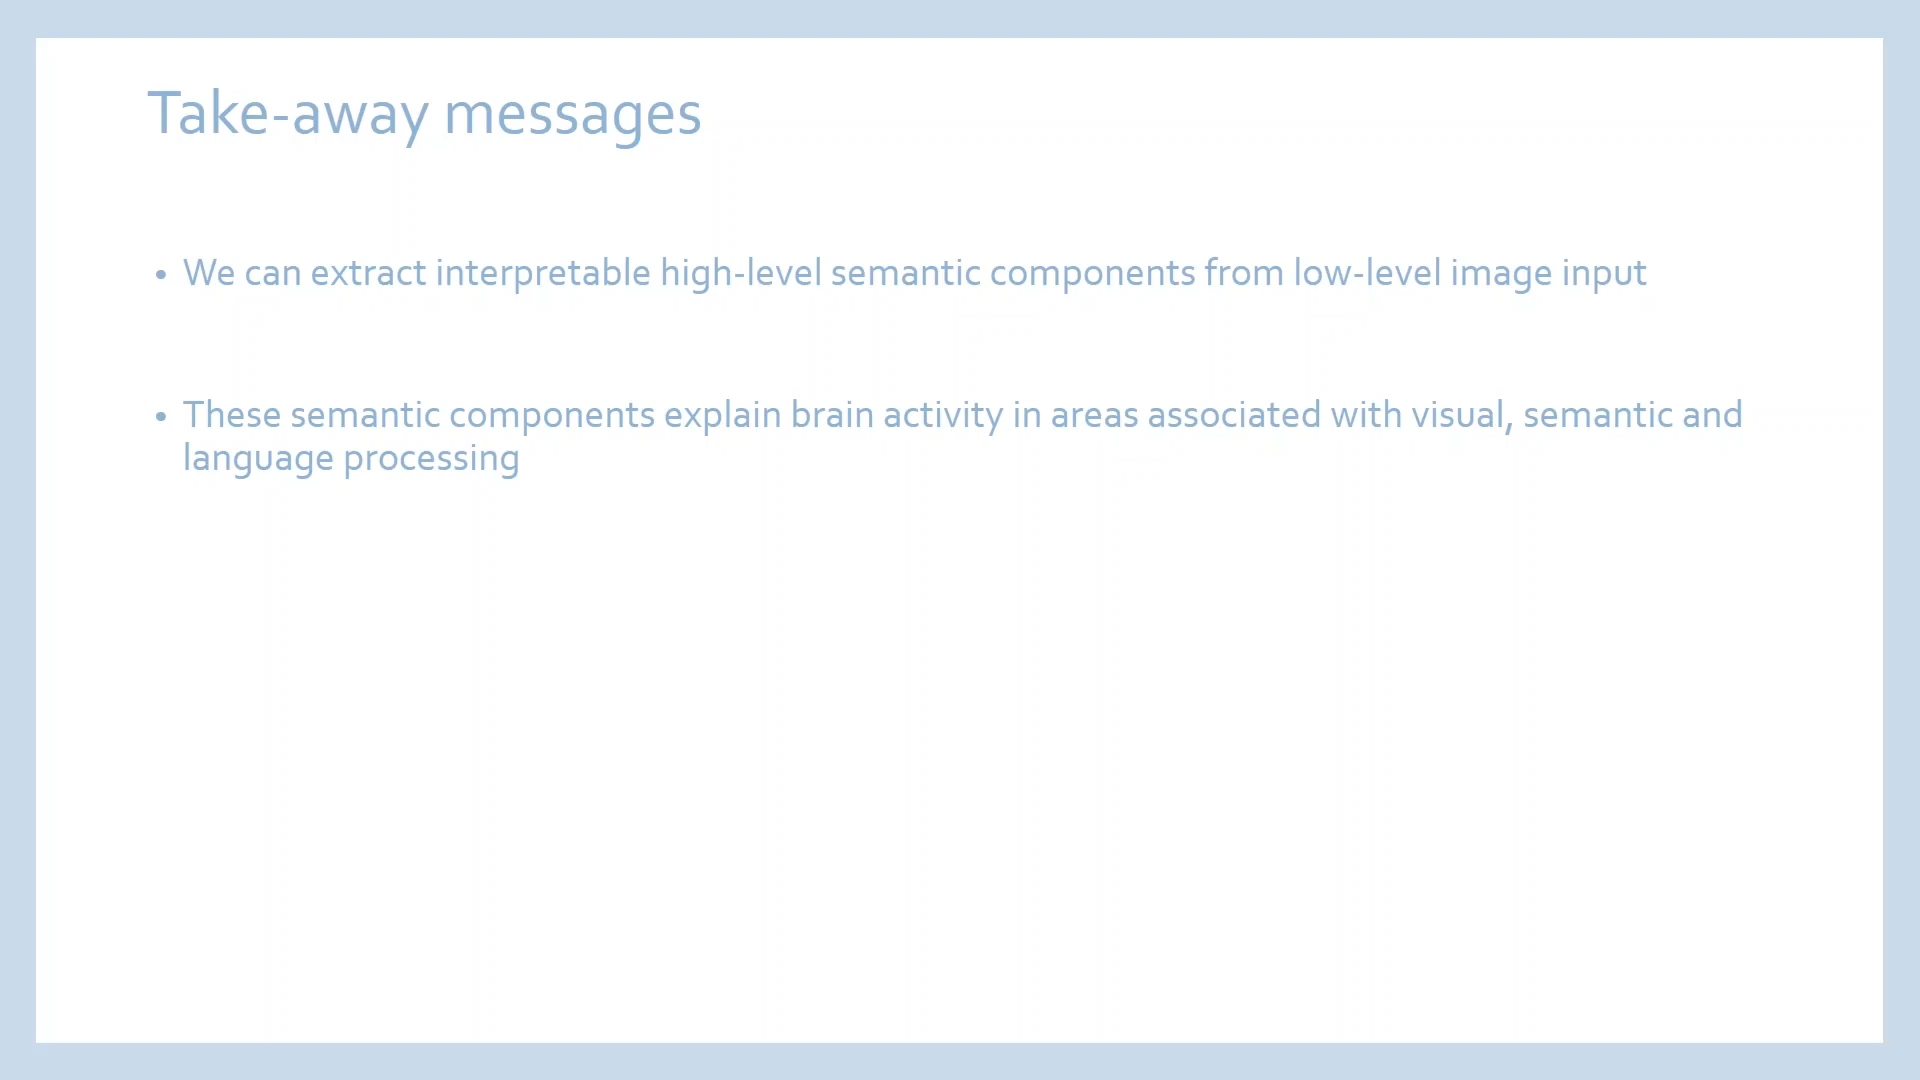 Take-away messages
• We can extract interpretable high-level semantic components from low-level image input
• These semantic components explain brain activity in areas associated with visual, semantic and
language processing